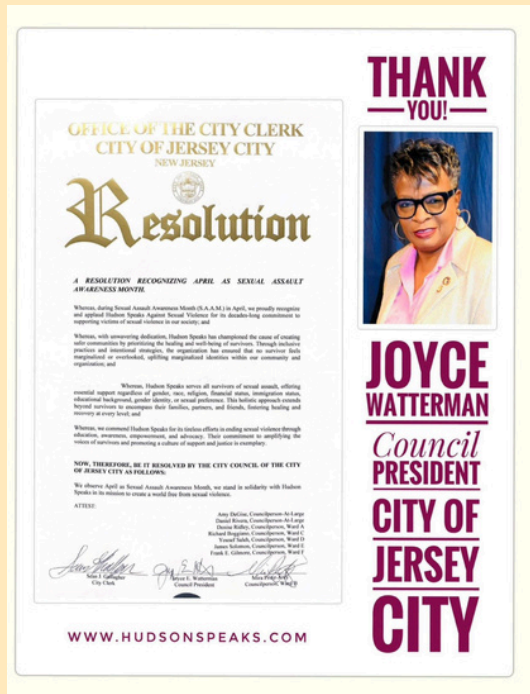 THANK
YOU!
OFFICE OF THE CITY CLERK
CITY OF JERSEY CITY
NEW JERSEY
Resolution
A RESOLUTION RECOGNIZING APRIL AS SEXUAL ASSAULT
AWARENESS MONTH.
Whereas, during Sexual Assault Awareness Month (S.A.A.M.) in April, we proudly recognize
and applaud Hudson Speaks Against Sexual Violence for its decades-long commitment to
supporting victims of sexual violence in our society; and
Whereas, with unwavering dedication, Hudson Speaks has championed the cause of creating
safer communities by prioritizing the healing and well-being of survivors. Through inclusive
practices and intentional strategies, the organization has ensured that no survivor feels
marginalized or overlooked, uplifting marginalized identities within our community and
organization; and
Whereas, Hudson Speaks serves all survivors of sexual assault, offering
essential support regardless of gender, race, religion, financial status, immigration status,
educational background, gender identity, or sexual preference. This holistic approach extends
beyond survivors to encompass their families, partners, and friends, fostering healing and
recovery at every level; and
Whereas, we commend Hudson Speaks for its tireless efforts in ending sexual violence through
education, awareness, empowerment, and advocacy. Their commitment to amplifying the
voices of survivors and promoting a culture of support and justice is exemplary.
NOW, THEREFORE, BE IT RESOLVED BY THE CITY COUNCIL OF THE CITY
OF JERSEY CITY AS FOLLOWS:
We observe April as Sexual Assault Awareness Month, we stand in solidarity with Hudson
Speaks in its mission to create a world free from sexual violence.
ATTEST:
Amy DeGise, Councilperson-At-Large
Daniel Rivera, Councilperson-At-Large
Denise Ridley, Councilperson, Ward A
Richard Boggiano, Councilperson, Ward C
Yousef Saleh, Councilperson, Ward D
James Solomon, Councilperson, Ward E
Frank E. Gilmore, Councilperson, Ward F
Sean J. Gallagher
City Clerk
Joyce E. Watterman
Council President
Councilperson, Ward B
JOYCE
WATTERMAN
Council
PRESIDENT
CITY OF
JERSEY
CITY
WWW.HUDSONSPEAKS.COM